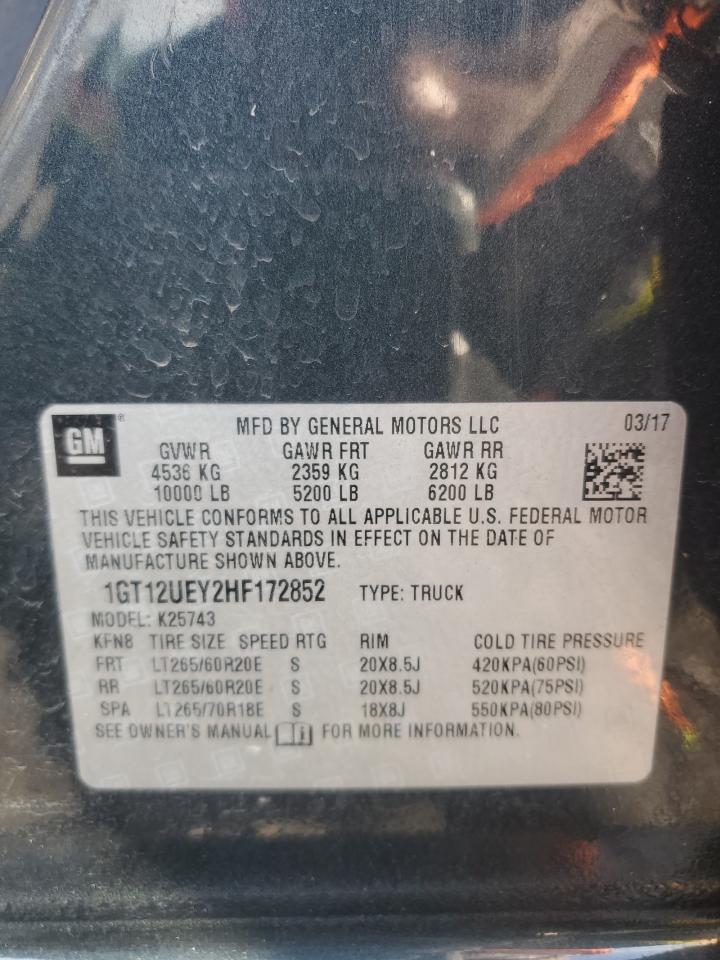 GM ® MFD BY GENERAL MOTORS LLC 03/17
GVWR GAWR FRT GAWR RR
4536 KG 2359 KG 2812 KG
10000 LB 5200 LB 6200 LB
THIS VEHICLE CONFORMS TO ALL APPLICABLE U.S. FEDERAL MOTOR
VEHICLE SAFETY STANDARDS IN EFFECT ON THE DATE OF
MANUFACTURE SHOWN ABOVE.
1GT12UEY2HF172852 TYPE: TRUCK
MODEL: K25743
KFN8 TIRE SIZE SPEED RTG RIM COLD TIRE PRESSURE
FRT LT265/60R20E S 20X8.5J 420KPA(60PSI)
RR LT265/60R20E S 20X8.5J 520KPA(75PSI)
SPA LT265/70R18E S 18X8J 550KPA(80PSI)
SEE OWNER'S MANUAL FOR MORE INFORMATION.